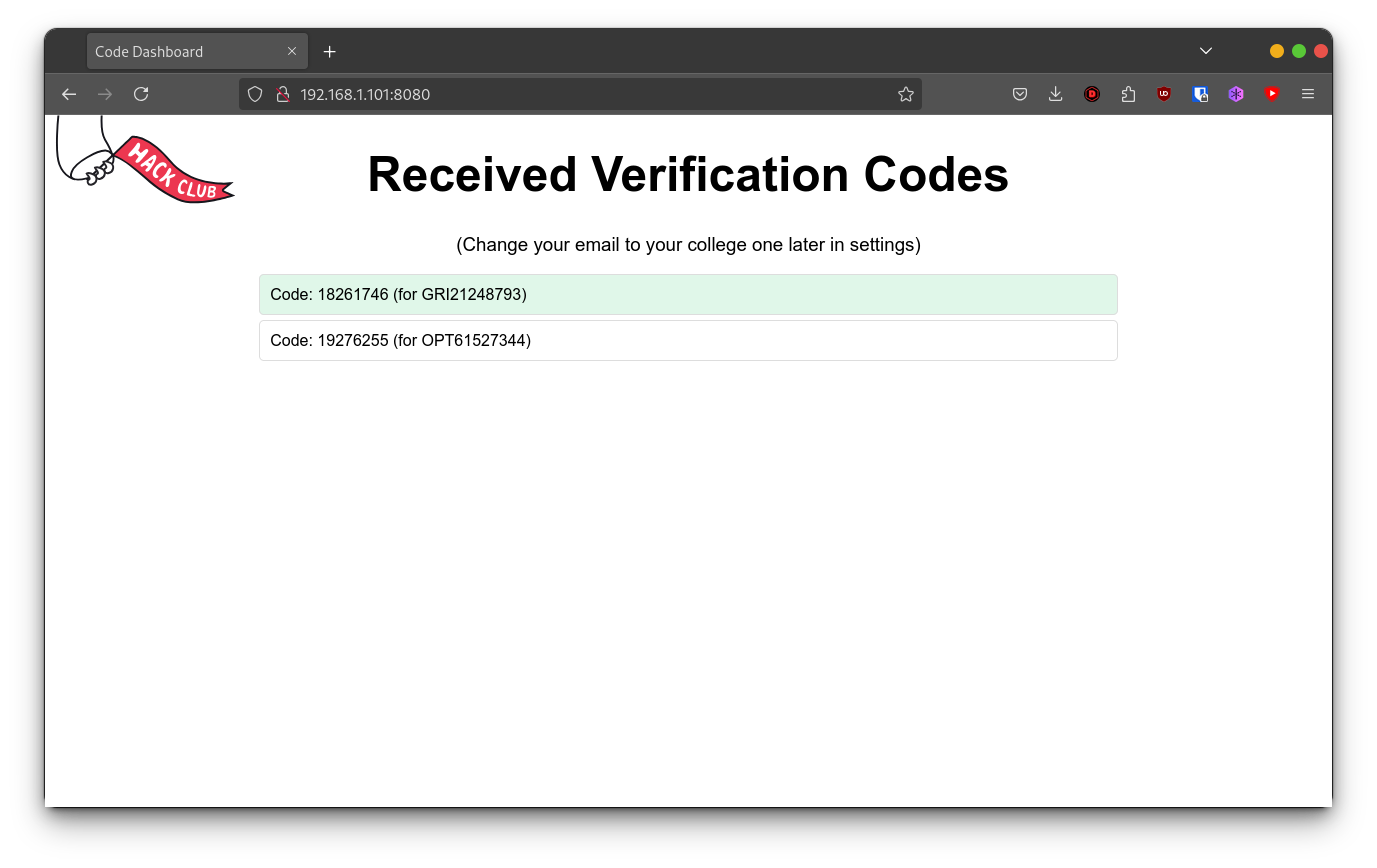 Code Dashboard
192.168.1.101:8080
HACK CLUB
Received Verification Codes
(Change your email to your college one later in settings)
Code: 18261746 (for GRI21248793)
Code: 19276255 (for OPT61527344)